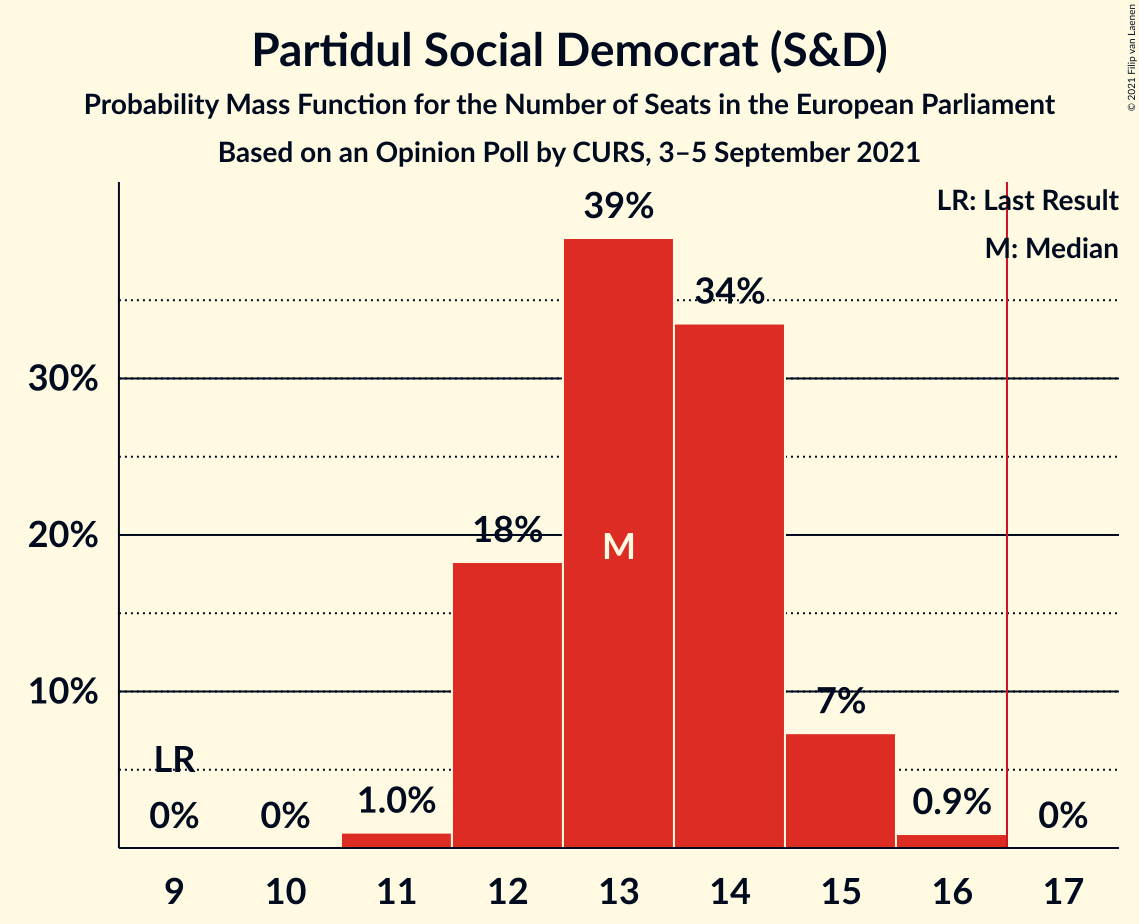 Partidul Social Democrat (S&D)
Probability Mass Function for the Number of Seats in the European Parliament
Based on an Opinion Poll by CURS, 3–5 September 2021
© 2021 Filip van Laenen
LR: Last Result
M: Median
39%
34%
30%
20%
18%
M
10%
7%
LR
0%
0%
1.0%
0.9%
0%
9 10 11 12 13 14 15 16 17